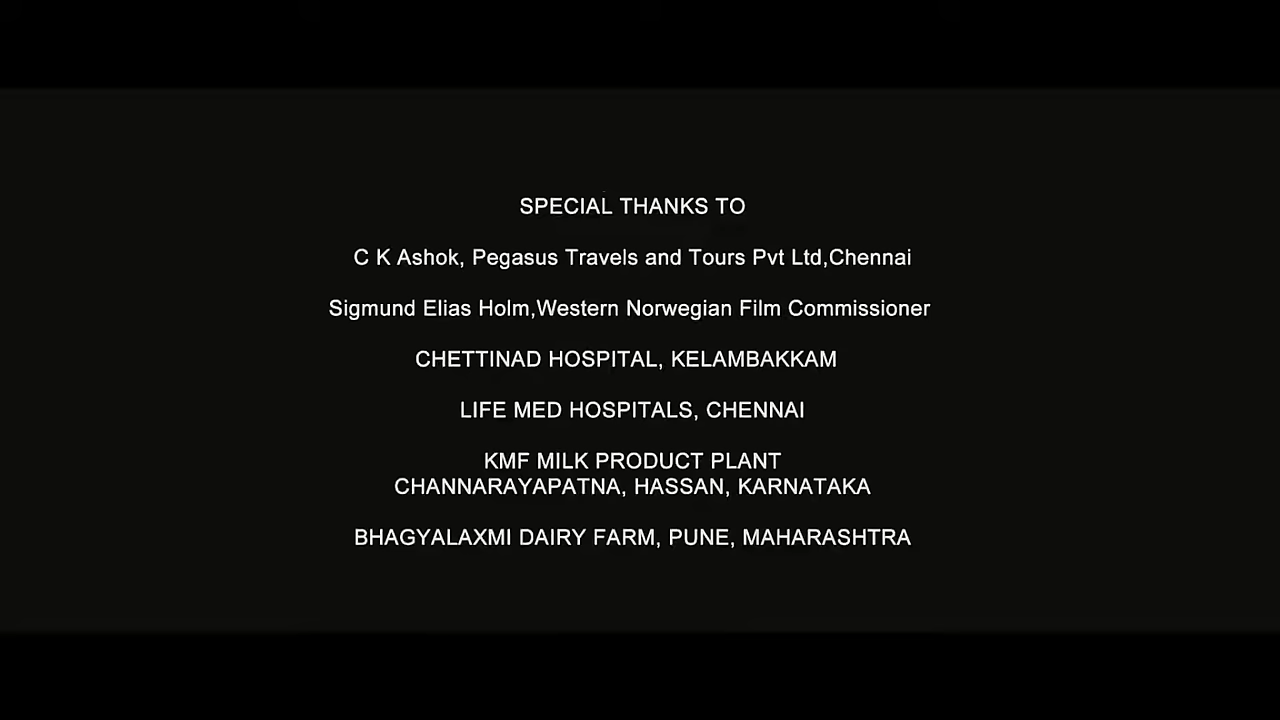 SPECIAL THANKS TO
C K Ashok, Pegasus Travels and Tours Pvt Ltd,Chennai
Sigmund Elias Holm,Western Norwegian Film Commissioner
CHETTINAD HOSPITAL, KELAMBAKKAM
LIFE MED HOSPITALS, CHENNAI
KMF MILK PRODUCT PLANT
CHANNARAYAPATNA, HASSAN, KARNATAKA
BHAGYALAXMI DAIRY FARM, PUNE, MAHARASHTRA